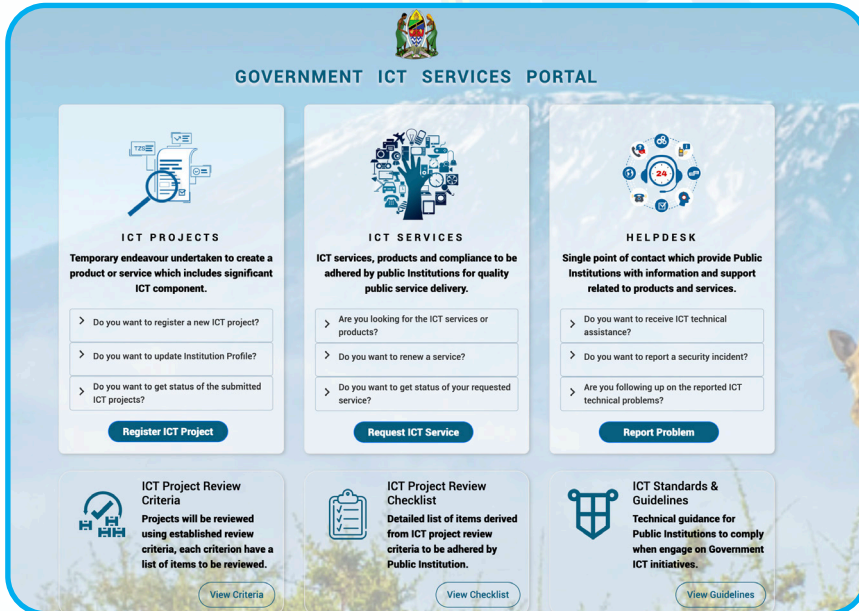 GOVERNMENT ICT SERVICES PORTAL
TZS
ICT PROJECTS
Temporary endeavour undertaken to create a
product or service which includes significant
ICT component.
Do you want to register a new ICT project?
Do you want to update Institution Profile?
Do you want to get status of the submitted
ICT projects?
Register ICT Project
ICT SERVICES
ICT services, products and compliance to be
adhered by public Institutions for quality
public service delivery.
Are you looking for the ICT services or
products?
Do you want to renew a service?
Do you want to get status of your requested
service?
Request ICT Service
24
HELPDESK
Single point of contact which provide Public
Institutions with information and support
related to products and services.
Do you want to receive ICT technical
assistance?
Do you want to report a security incident?
Are you following up on the reported ICT
technical problems?
Report Problem
ICT Project Review
Criteria
Projects will be reviewed
using established review
criteria, each criterion have a
list of items to be reviewed.
View Criteria
ICT Project Review
Checklist
Detailed list of items derived
from ICT project review
criteria to be adhered by
Public Institution.
View Checklist
ICT Standards &
Guidelines
Technical guidance for
Public Institutions to comply
when engage on Government
ICT initiatives.
View Guidelines